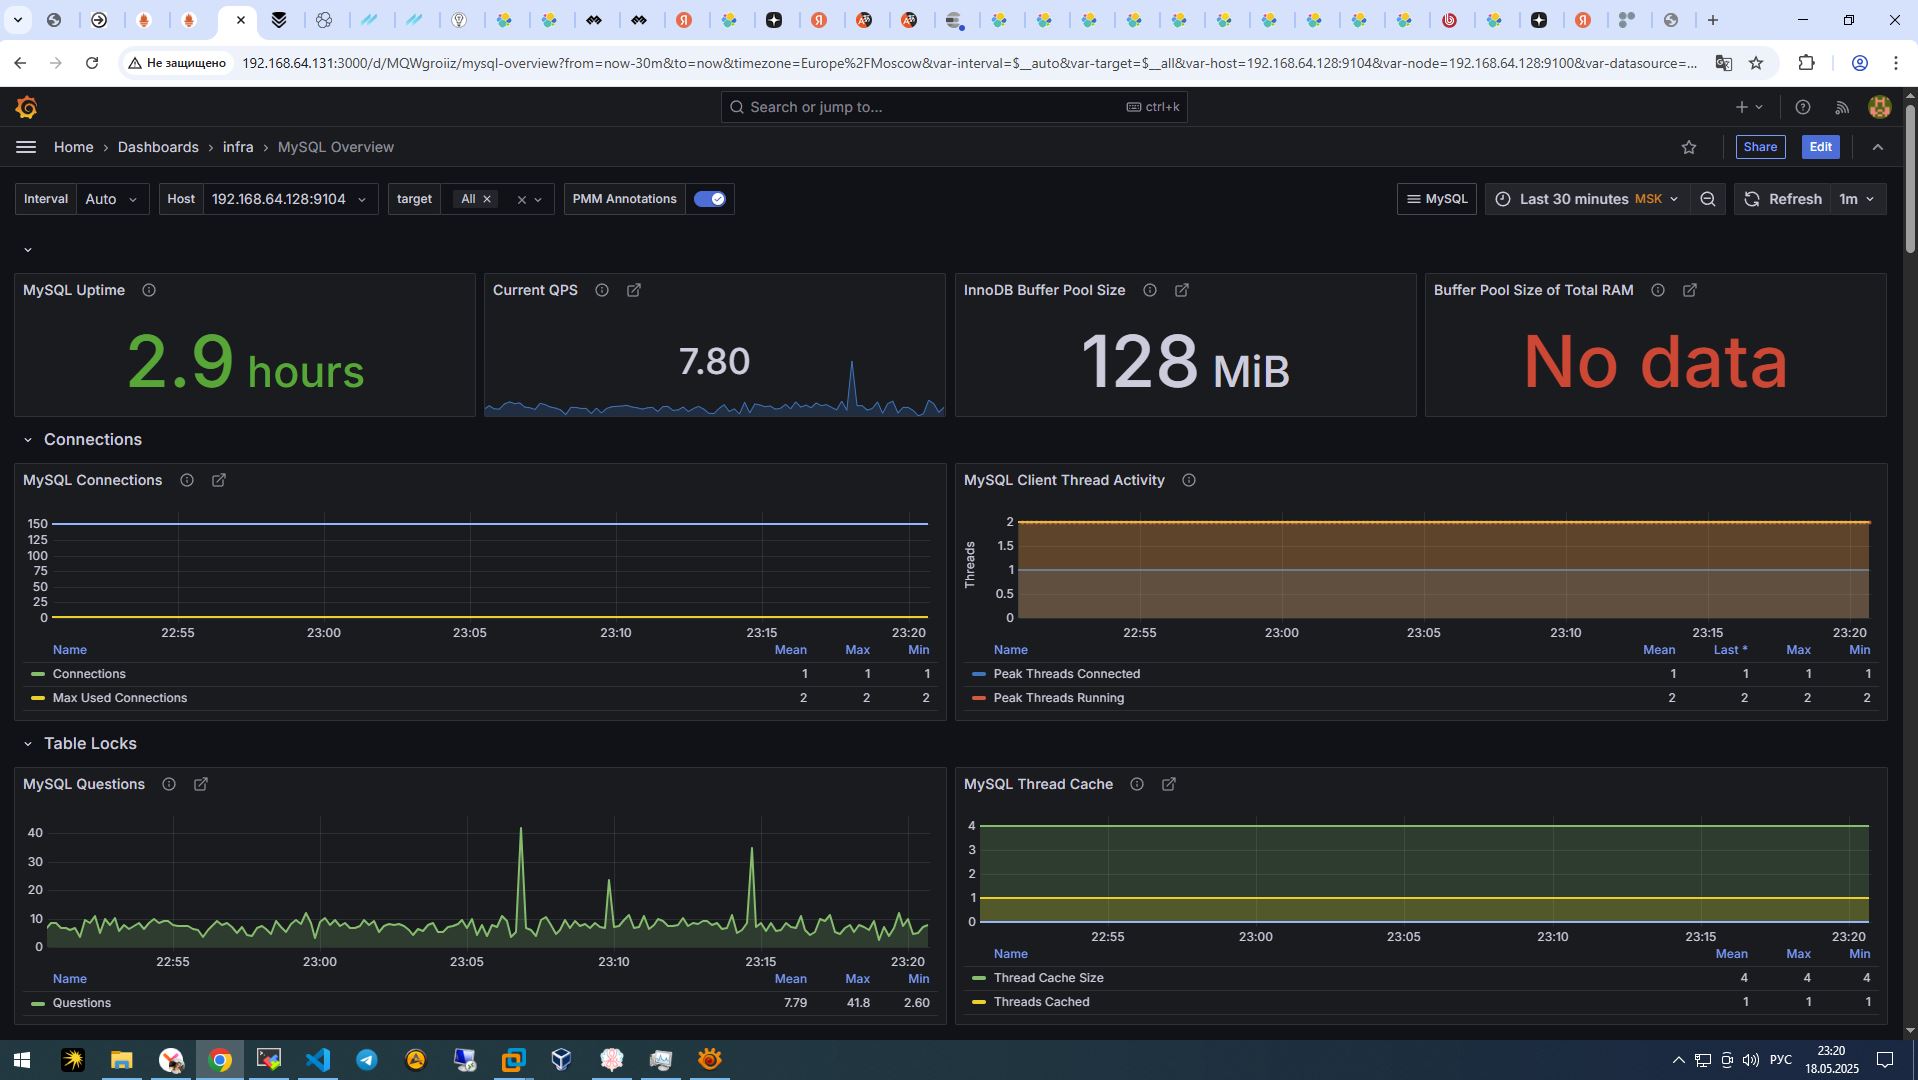 Не защищено
192.168.64.131:3000/d/MQWgroiiz/mysql-overview?from=now-30m&to=now&timezone=Europe%2FMoscow&var-interval=$__auto&var-target=$__all&var-host=192.168.64.128:9104&var-node=192.168.64.128:9100&var-datasource=...
Search or jump to...
ctrl+k
Home › Dashboards › infra › MySQL Overview
Share
Edit
Interval Auto
Host 192.168.64.128:9104
target All
PMM Annotations
MySQL
Last 30 minutes MSK
Refresh 1m
MySQL Uptime
2.9 hours
Current QPS
7.80
InnoDB Buffer Pool Size
128 MiB
Buffer Pool Size of Total RAM
No data
Connections
MySQL Connections
150
125
100
75
50
25
0
22:55 23:00 23:05 23:10 23:15 23:20
Name Mean Max Min
Connections 1 1 1
Max Used Connections 2 2 2
MySQL Client Thread Activity
Threads
2
1.5
1
0.5
0
22:55 23:00 23:05 23:10 23:15 23:20
Name Mean Last * Max Min
Peak Threads Connected 1 1 1 1
Peak Threads Running 2 2 2 2
Table Locks
MySQL Questions
40
30
20
10
0
22:55 23:00 23:05 23:10 23:15 23:20
Name Mean Max Min
Questions 7.79 41.8 2.60
MySQL Thread Cache
4
3
2
1
0
22:55 23:00 23:05 23:10 23:15 23:20
Name Mean Max Min
Thread Cache Size 4 4 4
Threads Cached 1 1 1
РУС
23:20
18.05.2025